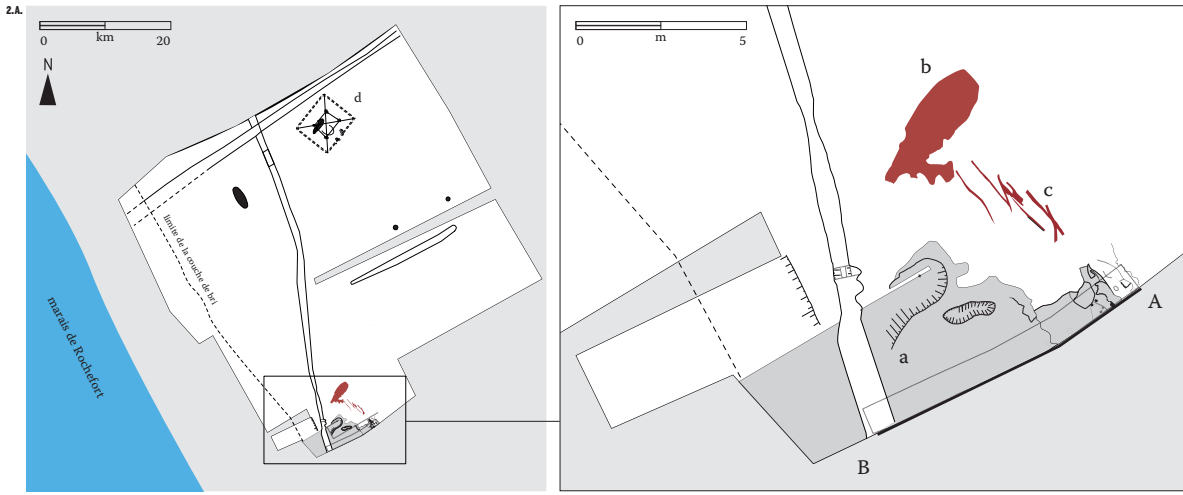 2.A.
0 km 20
N
d
limite de la couche de bri
marais de Rochefort
0 m 5
b
c
a
A
B